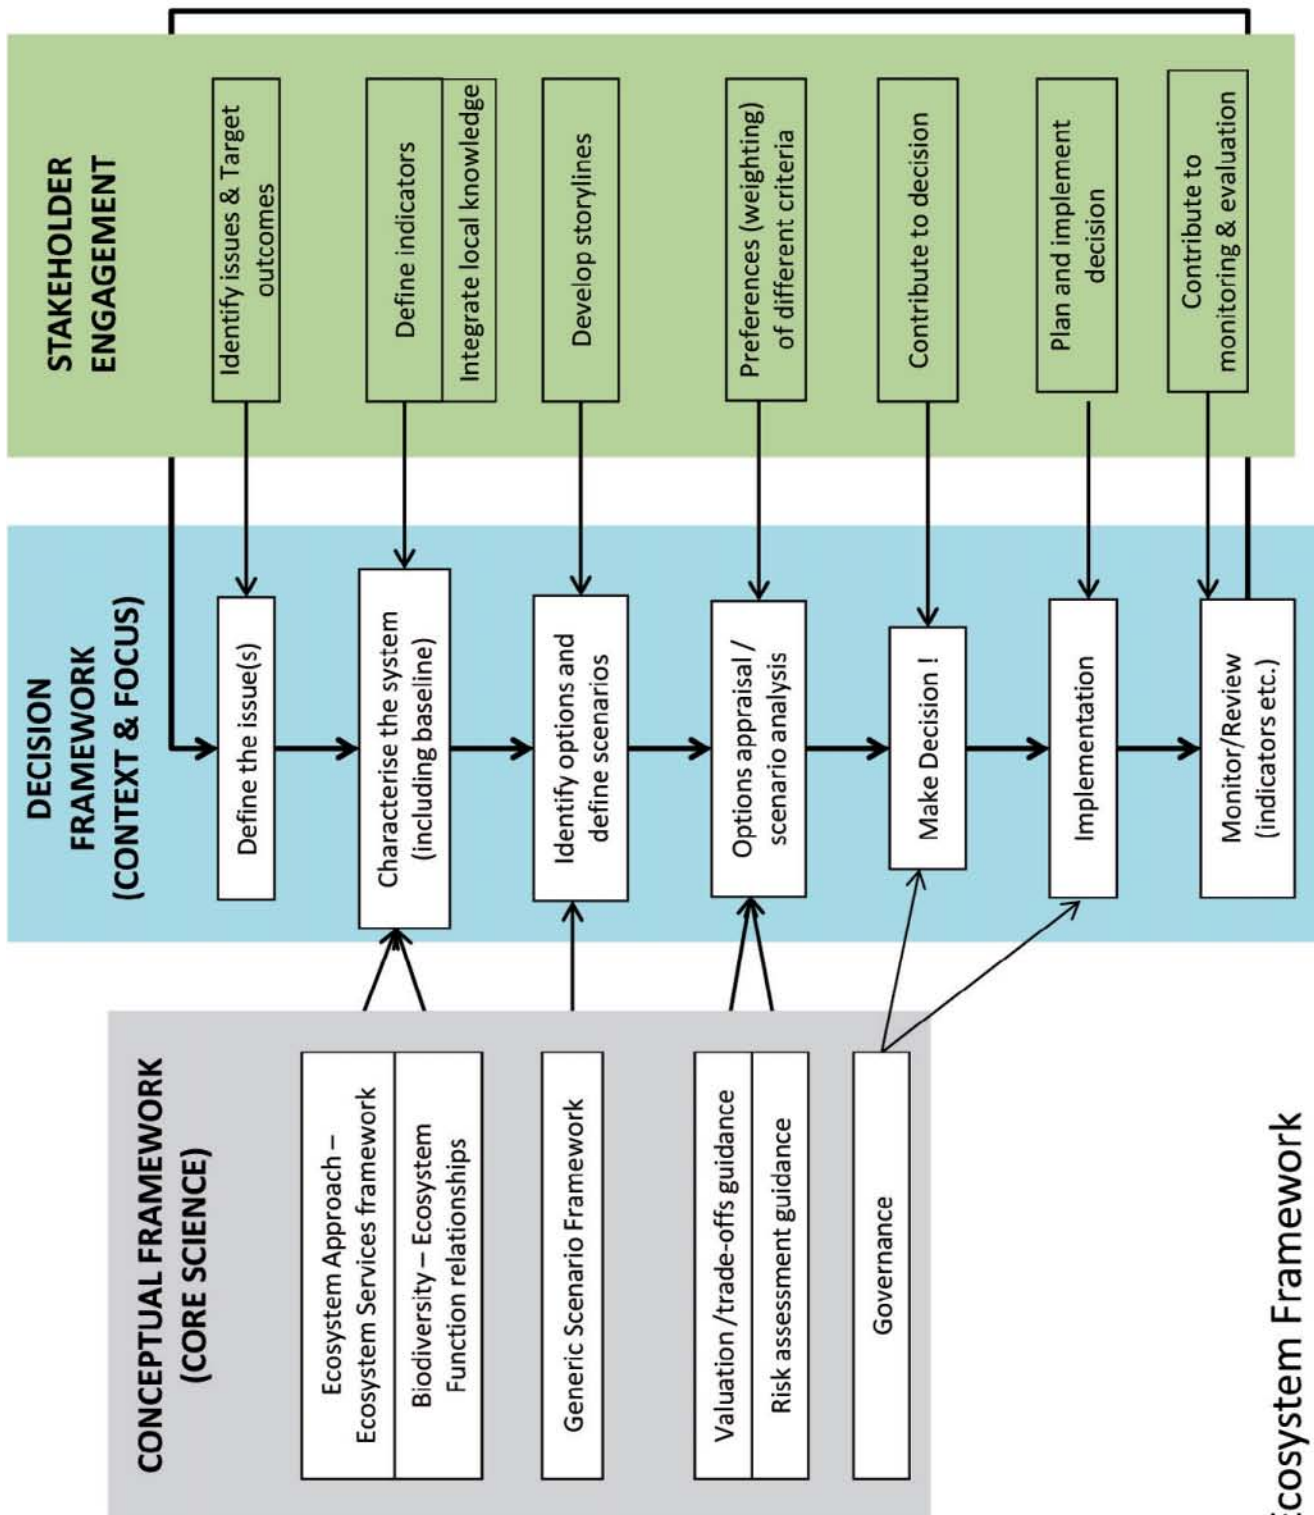 CONCEPTUAL FRAMEWORK
(CORE SCIENCE)
Ecosystem Approach –
Ecosystem Services framework
Biodiversity – Ecosystem
Function relationships
Generic Scenario Framework
Valuation /trade-offs guidance
Risk assessment guidance
Governance
DECISION
FRAMEWORK
(CONTEXT & FOCUS)
Define the issue(s)
Characterise the system
(including baseline)
Identify options and
define scenarios
Options appraisal /
scenario analysis
Make Decision !
Implementation
Monitor/Review
(indicators etc.)
STAKEHOLDER
ENGAGEMENT
Identify issues & Target
outcomes
Define indicators
Integrate local knowledge
Develop storylines
Preferences (weighting)
of different criteria
Contribute to decision
Plan and implement
decision
Contribute to
monitoring & evaluation
Ecosystem Framework